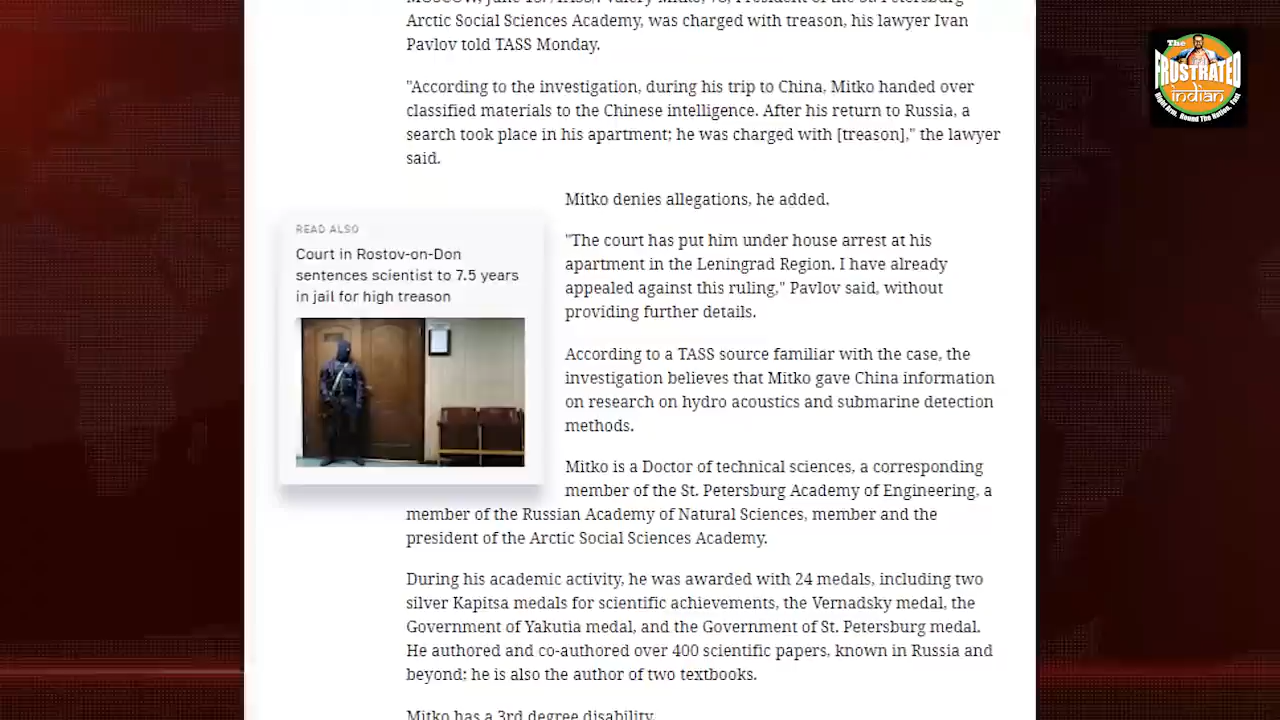 Arctic Social Sciences Academy, was charged with treason, his lawyer Ivan
Pavlov told TASS Monday.
"According to the investigation, during his trip to China, Mitko handed over
classified materials to the Chinese intelligence. After his return to Russia, a
search took place in his apartment; he was charged with [treason]," the lawyer
said.
Mitko denies allegations, he added.
"The court has put him under house arrest at his
apartment in the Leningrad Region. I have already
appealed against this ruling," Pavlov said, without
providing further details.
According to a TASS source familiar with the case, the
investigation believes that Mitko gave China information
on research on hydro acoustics and submarine detection
methods.
Mitko is a Doctor of technical sciences, a corresponding
member of the St. Petersburg Academy of Engineering, a
member of the Russian Academy of Natural Sciences, member and the
president of the Arctic Social Sciences Academy.
During his academic activity, he was awarded with 24 medals, including two
silver Kapitsa medals for scientific achievements, the Vernadsky medal, the
Government of Yakutia medal, and the Government of St. Petersburg medal.
He authored and co-authored over 400 scientific papers, known in Russia and
beyond; he is also the author of two textbooks.
Mitko has a 3rd degree disability.
READ ALSO
Court in Rostov-on-Don
sentences scientist to 7.5 years
in jail for high treason
The
FRUSTRATED
indian
Right Arm. Round The Nation. Fast.